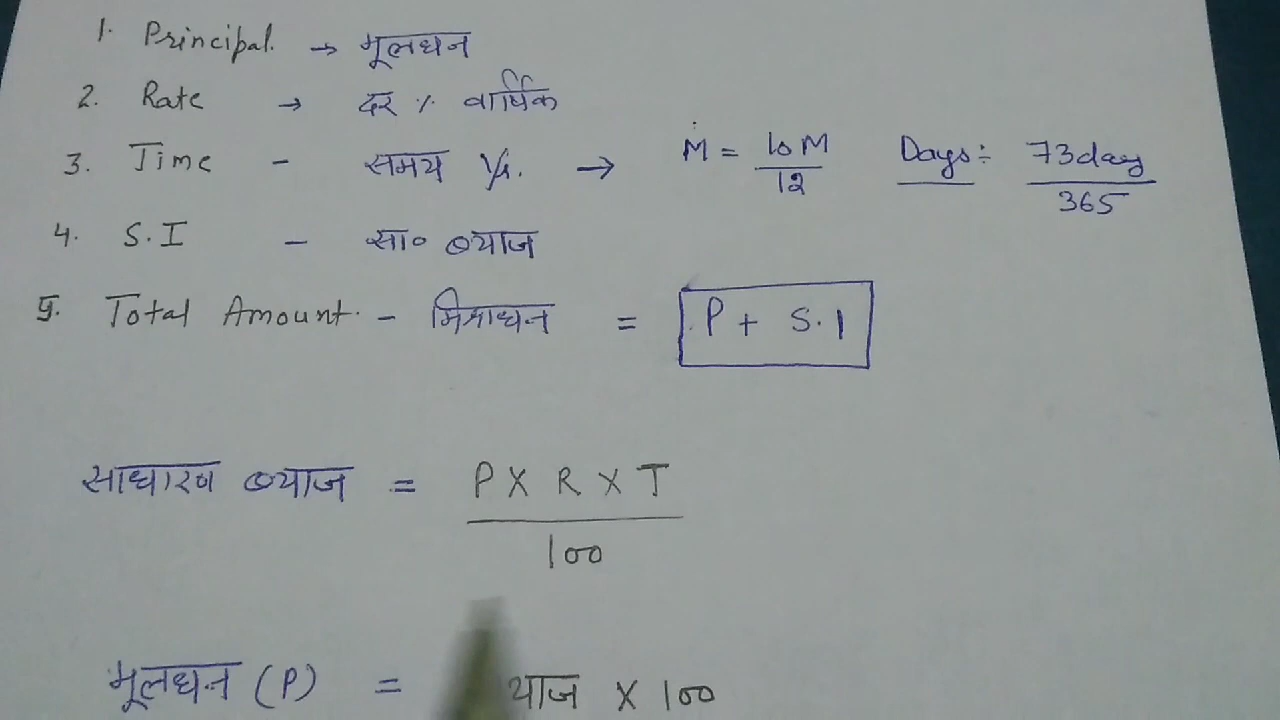 1. Principal. → मूलधन
2. Rate → दर % वार्षिक
3. Time - समय Yr. → M = 10M / 12 Days :- 73day / 365
4. S.I - सा० ब्याज
5. Total Amount. - मिश्रधन = P + S.I
साधारण ब्याज = P X R X T
100
मूलधन (P) = याज X 100